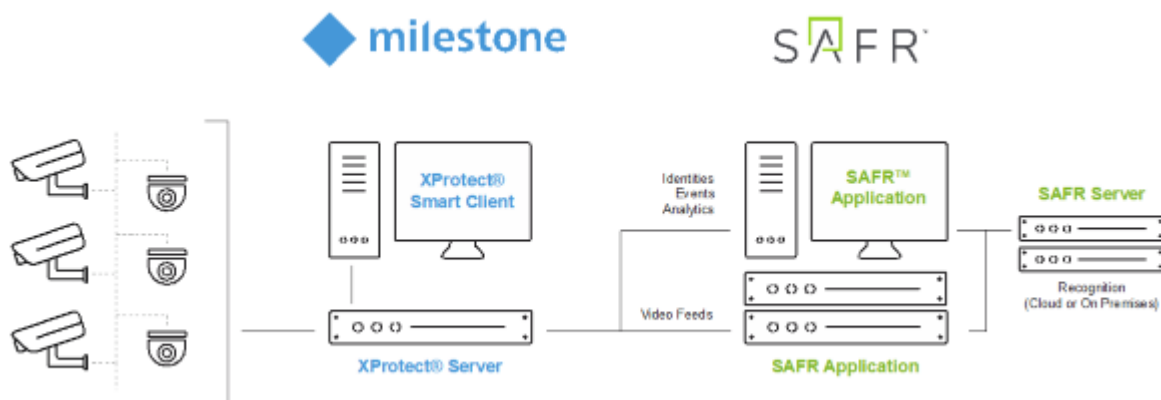 milestone
SAFR™
XProtect®
Smart Client
Identities
Events
Analytics
SAFR™
Application
SAFR Server
Recognition
(Cloud or On Premises)
Video Feeds
XProtect® Server
SAFR Application